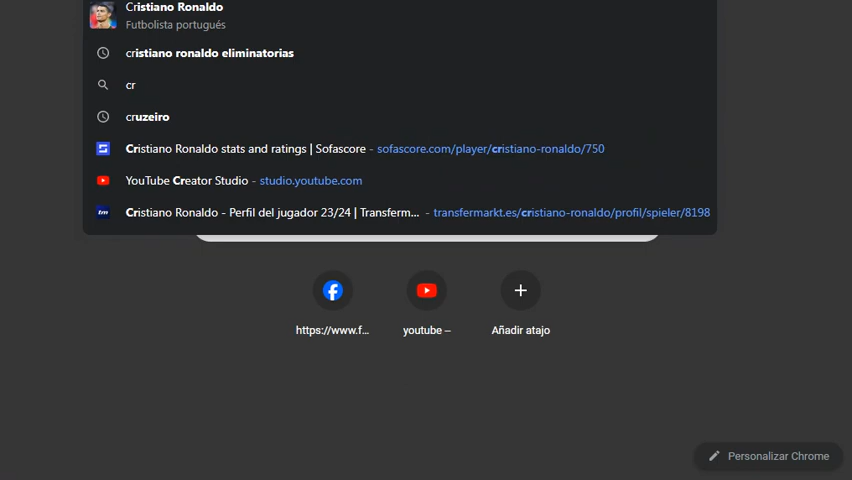 Cristiano Ronaldo
Futbolista portugués
cristiano ronaldo eliminatorias
cr
cruzeiro
Cristiano Ronaldo stats and ratings | Sofascore - sofascore.com/player/cristiano-ronaldo/750
YouTube Creator Studio - studio.youtube.com
Cristiano Ronaldo - Perfil del jugador 23/24 | Transferm... - transfermarkt.es/cristiano-ronaldo/profil/spieler/8198
https://www.f... youtube – Añadir atajo
Personalizar Chrome